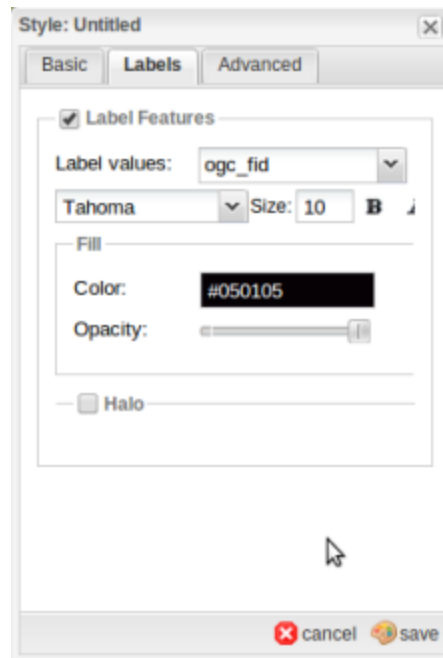 Style: Untitled
Basic Labels Advanced
Label Features
Label values: ogc_fid
Tahoma Size: 10 B
Fill
Color: #050105
Opacity:
Halo
cancel save